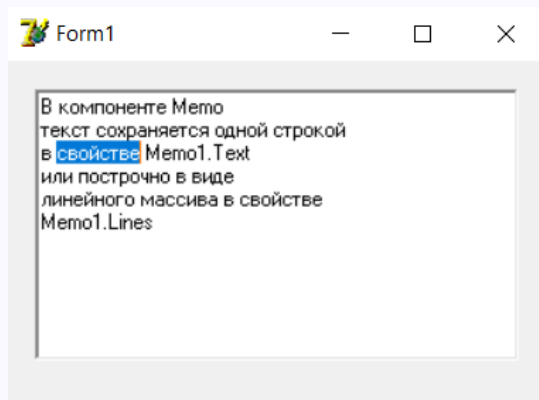 Form1
В компоненте Memo
текст сохраняется одной строкой
в свойстве Memo1.Text
или построчно в виде
линейного массива в свойстве
Memo1.Lines